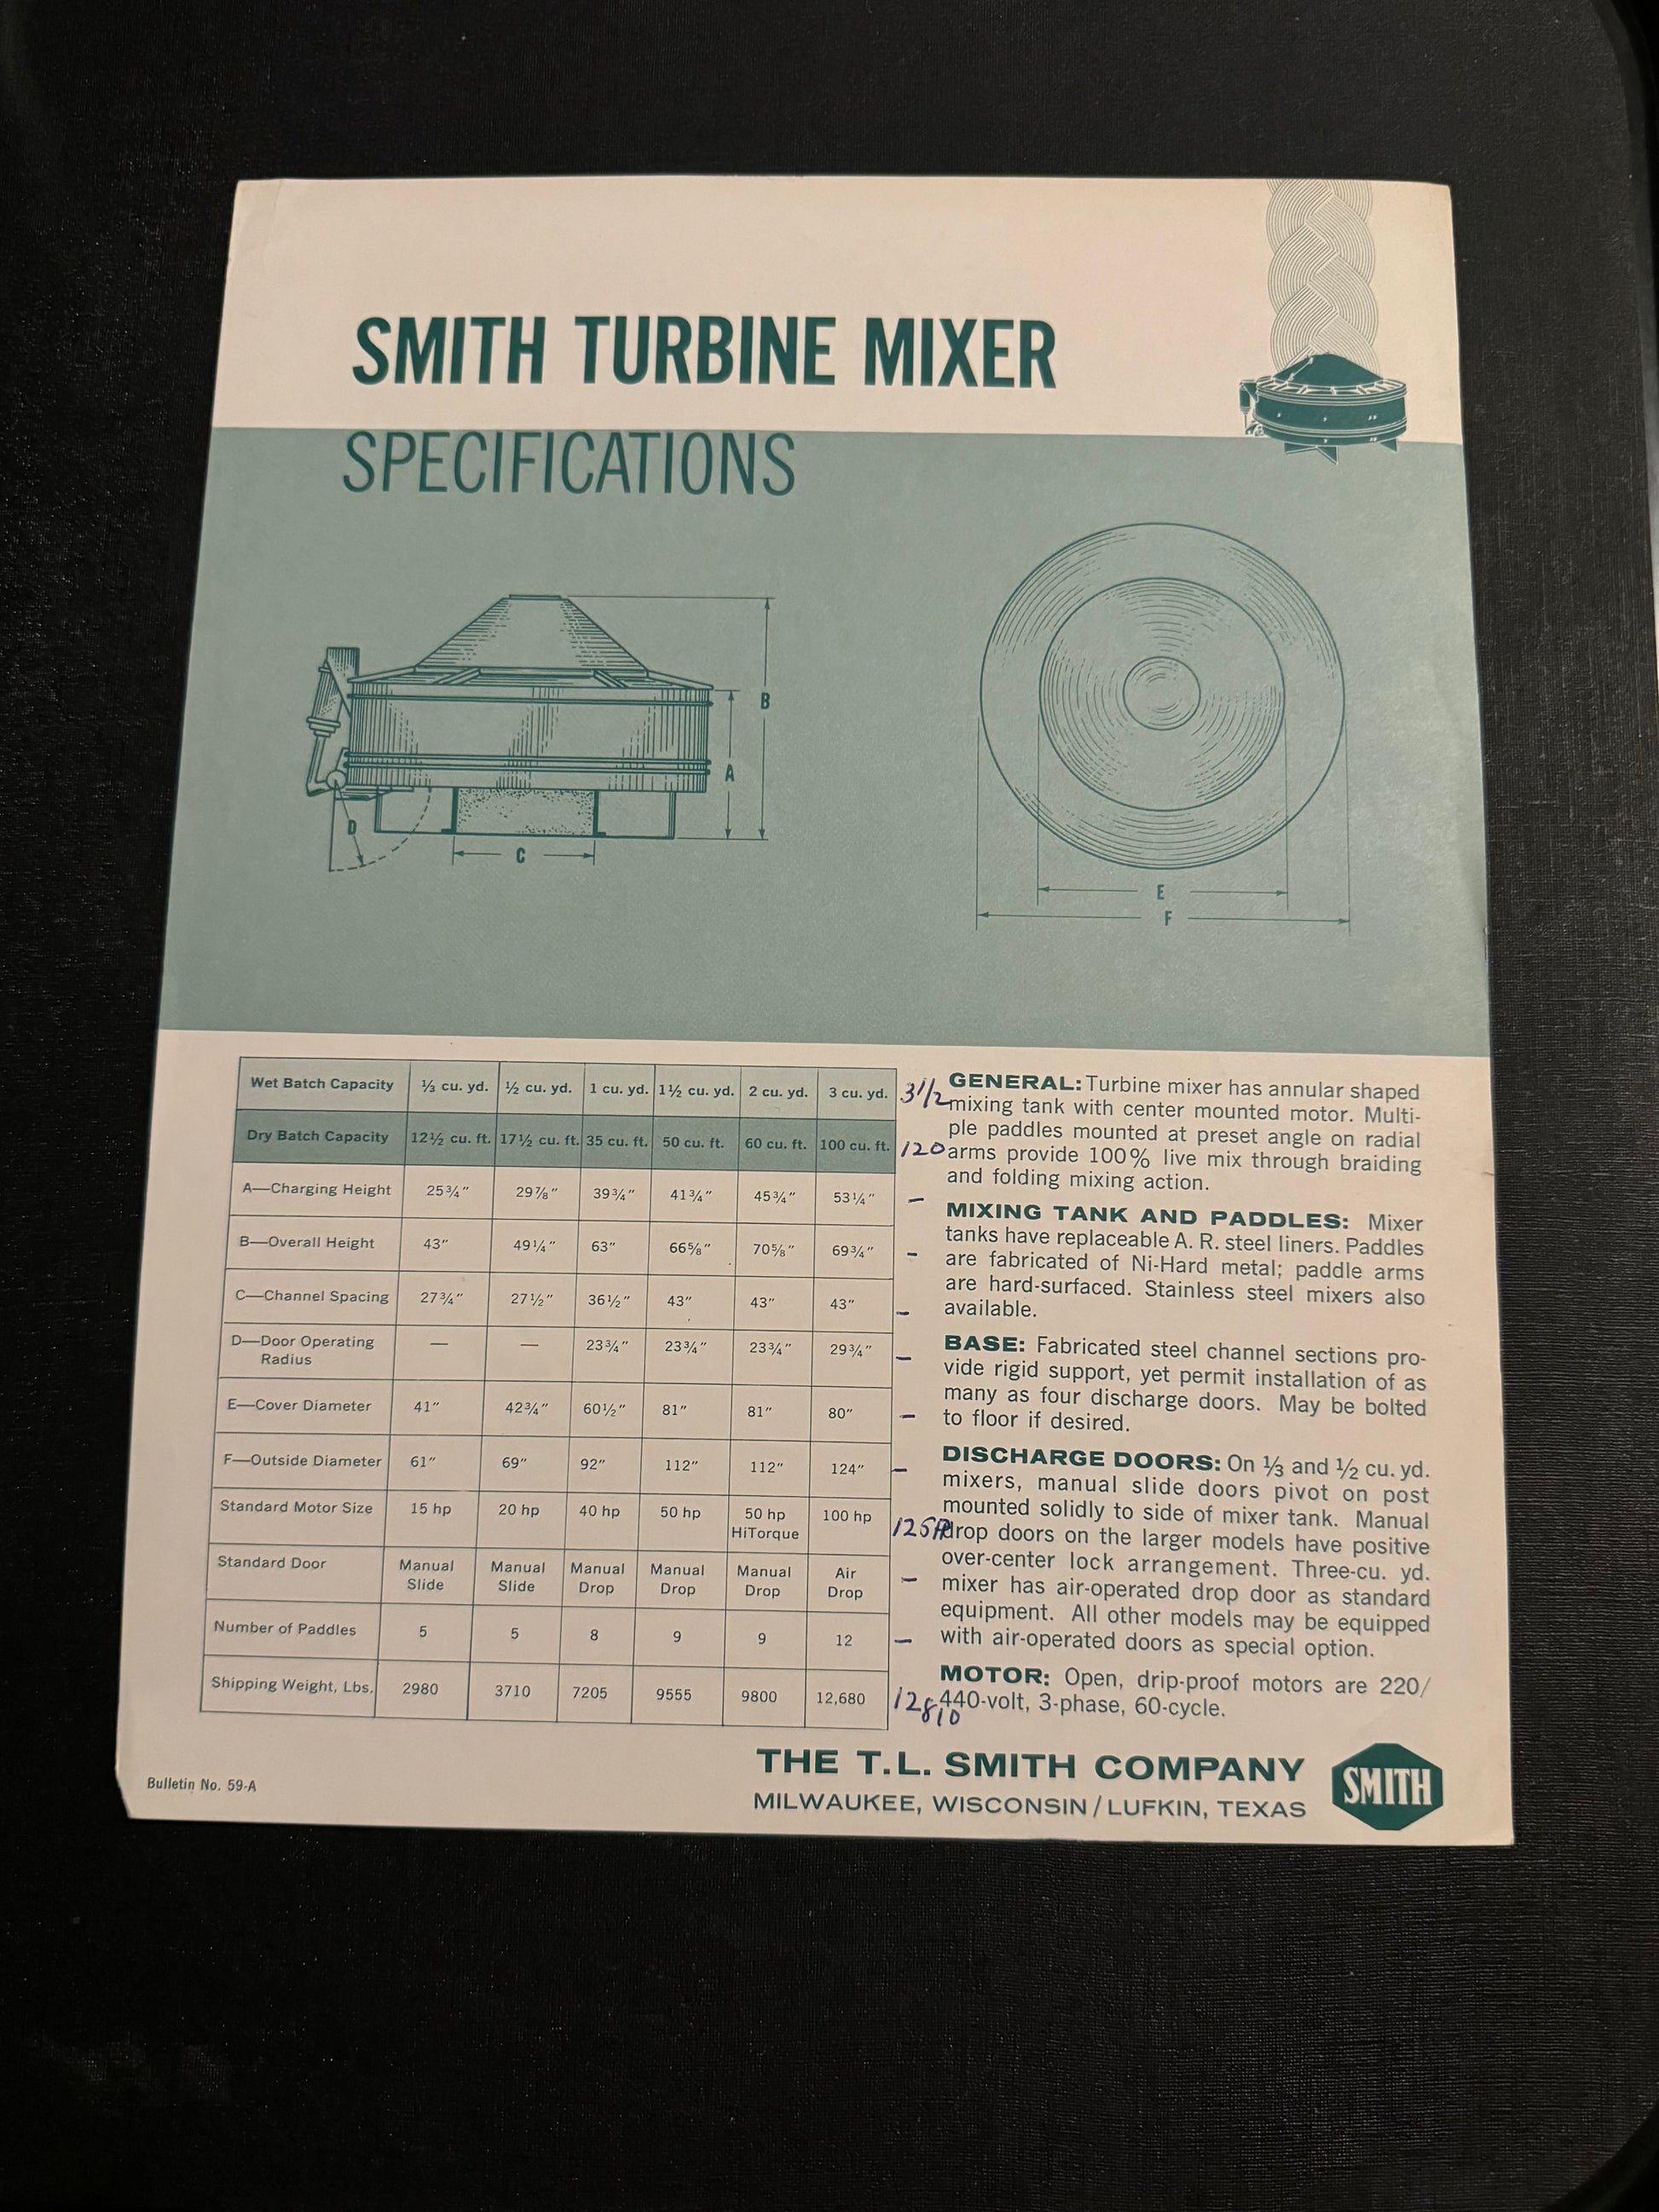 SMITH TURBINE MIXER
SPECIFICATIONS
B
A
D
C
E
F
Wet Batch Capacity ⅓ cu. yd. ½ cu. yd. 1 cu. yd. 1½ cu. yd. 2 cu. yd. 3 cu. yd. 3 1/2
Dry Batch Capacity 12½ cu. ft. 17½ cu. ft. 35 cu. ft. 50 cu. ft. 60 cu. ft. 100 cu. ft. 120
A—Charging Height 25¾″ 29⅞″ 39¾″ 41¾″ 45¾″ 53¼″ –
B—Overall Height 43″ 49¼″ 63″ 66⅝″ 70⅝″ 69¾″ –
C—Channel Spacing 27¾″ 27½″ 36½″ 43″ 43″ 43″ –
D—Door Operating
Radius — — 23¾″ 23¾″ 23¾″ 29¾″ –
E—Cover Diameter 41″ 42¾″ 60½″ 81″ 81″ 80″ –
F—Outside Diameter 61″ 69″ 92″ 112″ 112″ 124″ –
Standard Motor Size 15 hp 20 hp 40 hp 50 hp 50 hp 100 hp
HiTorque
Standard Door Manual Manual Manual Manual Manual Air –
Slide Slide Drop Drop Drop Drop
Number of Paddles 5 5 8 9 9 12 –
Shipping Weight, Lbs. 2980 3710 7205 9555 9800 12,680 12810
GENERAL: Turbine mixer has annular shaped
mixing tank with center mounted motor. Multi-
ple paddles mounted at preset angle on radial
arms provide 100% live mix through braiding
and folding mixing action.
MIXING TANK AND PADDLES: Mixer
tanks have replaceable A. R. steel liners. Paddles
are fabricated of Ni-Hard metal; paddle arms
are hard-surfaced. Stainless steel mixers also
available.
BASE: Fabricated steel channel sections pro-
vide rigid support, yet permit installation of as
many as four discharge doors. May be bolted
to floor if desired.
DISCHARGE DOORS: On ⅓ and ½ cu. yd.
mixers, manual slide doors pivot on post
mounted solidly to side of mixer tank. Manual
drop doors on the larger models have positive
over-center lock arrangement. Three-cu. yd.
mixer has air-operated drop door as standard
equipment. All other models may be equipped
with air-operated doors as special option.
MOTOR: Open, drip-proof motors are 220/
440-volt, 3-phase, 60-cycle.
Bulletin No. 59-A
THE T.L. SMITH COMPANY
MILWAUKEE, WISCONSIN / LUFKIN, TEXAS
SMITH